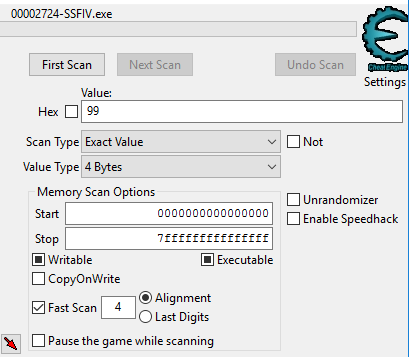 00002724-SSFIV.exe
First Scan Next Scan Undo Scan
Cheat Engine
Settings
Value:
Hex 99
Scan Type Exact Value Not
Value Type 4 Bytes
Memory Scan Options
Unrandomizer
Start 0000000000000000
Enable Speedhack
Stop 7fffffffffffffff
Writable Executable
CopyOnWrite
Fast Scan 4 Alignment
Last Digits
Pause the game while scanning